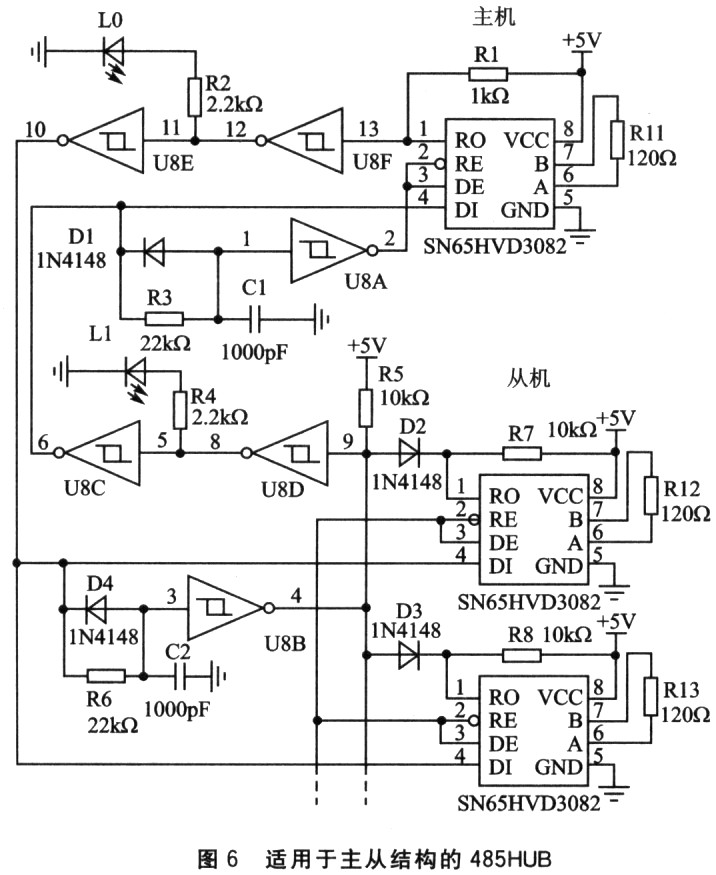 主机
L0
+5V
R1
1kΩ
R2
2.2kΩ
10
U8E
11
12
U8F
13
1 RO VCC 8
2 RE B 7
3 DE A 6
4 DI GND 5
R11
120Ω
SN65HVD3082
D1
1N4148
1
U8A
2
R3
22kΩ
C1
1000pF
L1
R4
2.2kΩ
+5V
R5
10kΩ
从机
6
U8C
5
8
U8D
9
D2
1N4148
R7 10kΩ
+5V
1 RO VCC 8
2 RE B 7
3 DE A 6
4 DI GND 5
R12
120Ω
SN65HVD3082
D4
1N4148
3
U8B
4
R6
22kΩ
C2
1000pF
D3
1N4148
R8 10kΩ
+5V
1 RO VCC 8
2 RE B 7
3 DE A 6
4 DI GND 5
R13
120Ω
SN65HVD3082
图 6 适用于主从结构的 485HUB